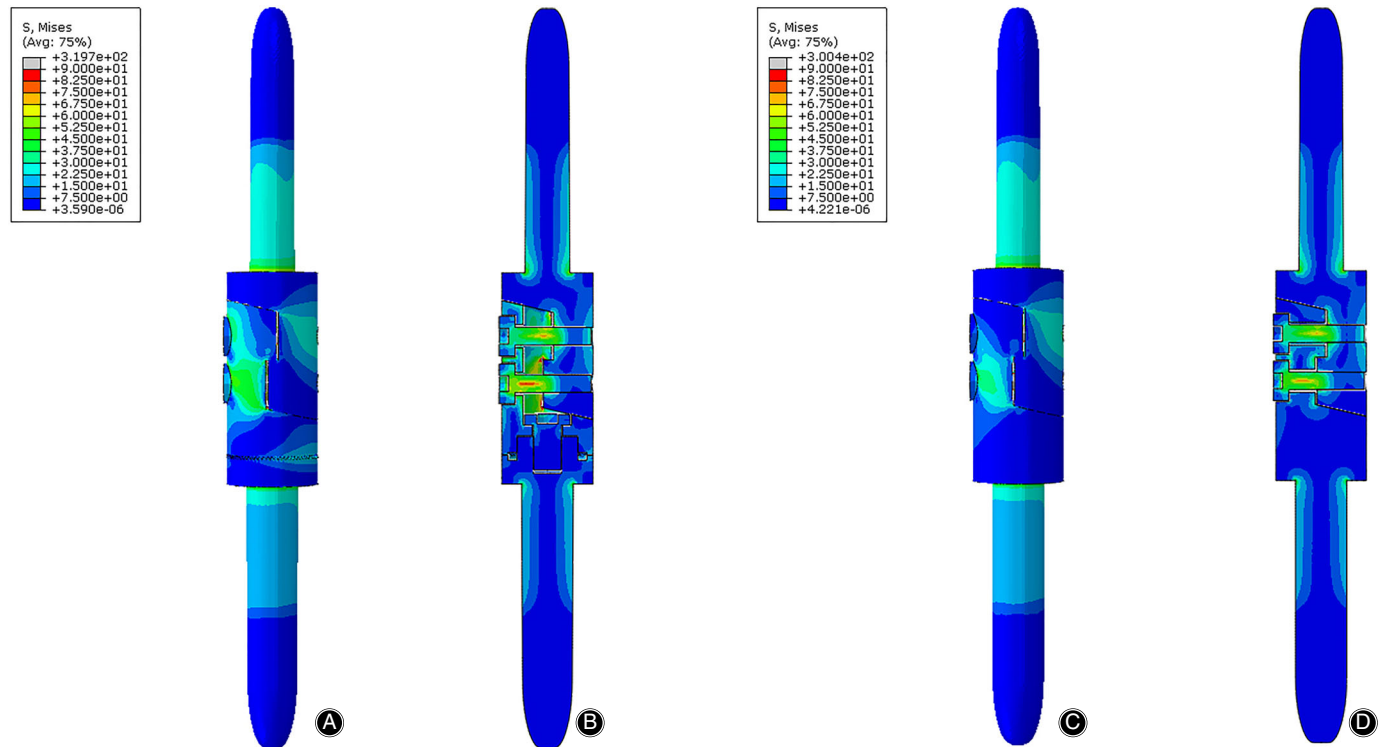 S, Mises
(Avg: 75%)
+3.197e+02
+9.000e+01
+8.250e+01
+7.500e+01
+6.750e+01
+6.000e+01
+5.250e+01
+4.500e+01
+3.750e+01
+3.000e+01
+2.250e+01
+1.500e+01
+7.500e+00
+3.590e-06
S, Mises
(Avg: 75%)
+3.004e+02
+9.000e+01
+8.250e+01
+7.500e+01
+6.750e+01
+6.000e+01
+5.250e+01
+4.500e+01
+3.750e+01
+3.000e+01
+2.250e+01
+1.500e+01
+7.500e+00
+4.221e-06
A
B
C
D